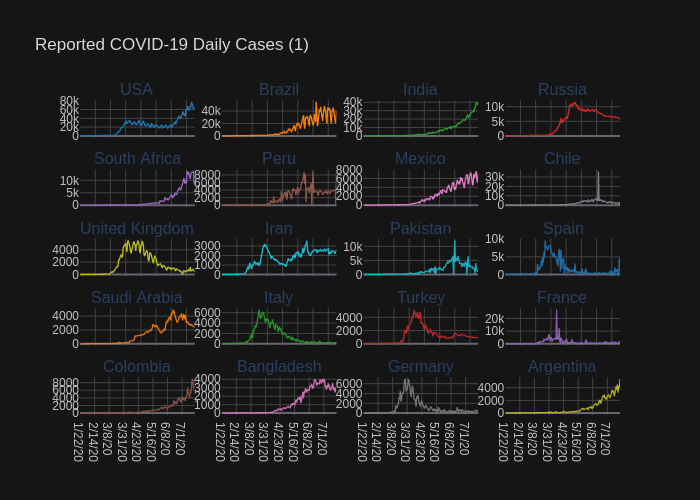 Reported COVID-19 Daily Cases (1)
USA Brazil India Russia
80k
60k
40k
20k
0
40k
20k
0
40k
30k
20k
10k
0
10k
5k
0
South Africa Peru Mexico Chile
10k
5k
0
8000
6000
4000
2000
0
8000
6000
4000
2000
0
30k
20k
10k
0
United Kingdom Iran Pakistan Spain
4000
2000
0
3000
2000
1000
0
10k
5k
0
10k
5k
0
Saudi Arabia Italy Turkey France
4000
2000
0
6000
4000
2000
0
4000
2000
0
20k
10k
0
Colombia Bangladesh Germany Argentina
8000
6000
4000
2000
0
4000
3000
2000
1000
0
6000
4000
2000
0
4000
2000
0
1/22/20 2/14/20 3/8/20 3/31/20 4/23/20 5/16/20 6/8/20 7/1/20
1/22/20 2/14/20 3/8/20 3/31/20 4/23/20 5/16/20 6/8/20 7/1/20
1/22/20 2/14/20 3/8/20 3/31/20 4/23/20 5/16/20 6/8/20 7/1/20
1/22/20 2/14/20 3/8/20 3/31/20 4/23/20 5/16/20 6/8/20 7/1/20